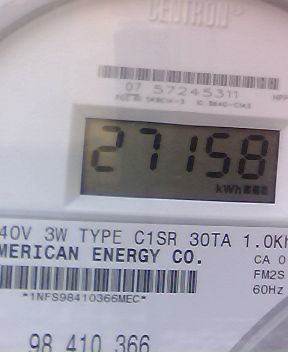 CENTRON®
07 57245311
27158
kWh
40V 3W TYPE C1SR 30TA 1.0Kh
MERICAN ENERGY CO.
CA 0
FM2S
60Hz
*1NFS98410366MEC*
98 410 366